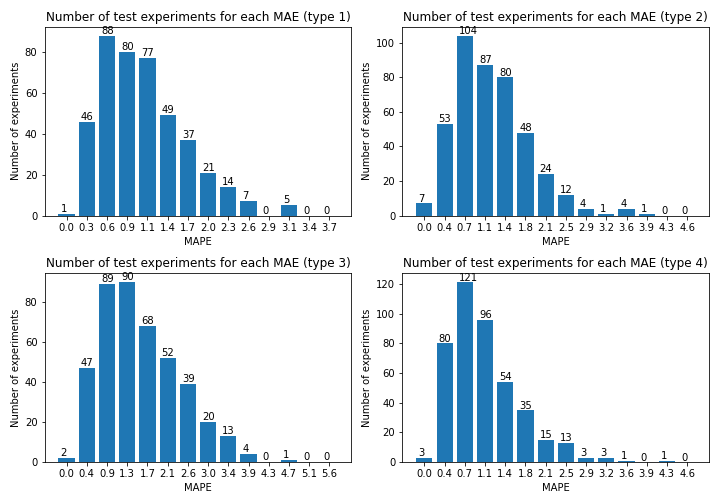 Number of test experiments for each MAE (type 1)
Number of experiments
80
60
40
20
0
1 46 88 80 77 49 37 21 14 7 0 5 0 0
0.0 0.3 0.6 0.9 1.1 1.4 1.7 2.0 2.3 2.6 2.9 3.1 3.4 3.7
MAPE
Number of test experiments for each MAE (type 2)
Number of experiments
100
80
60
40
20
0
7 53 104 87 80 48 24 12 4 1 4 1 0 0
0.0 0.4 0.7 1.1 1.4 1.8 2.1 2.5 2.9 3.2 3.6 3.9 4.3 4.6
MAPE
Number of test experiments for each MAE (type 3)
Number of experiments
80
60
40
20
0
2 47 89 90 68 52 39 20 13 4 0 1 0 0
0.0 0.4 0.9 1.3 1.7 2.1 2.6 3.0 3.4 3.9 4.3 4.7 5.1 5.6
MAPE
Number of test experiments for each MAE (type 4)
Number of experiments
120
100
80
60
40
20
0
3 80 121 96 54 35 15 13 3 3 1 0 1 0
0.0 0.4 0.7 1.1 1.4 1.8 2.1 2.5 2.9 3.2 3.6 3.9 4.3 4.6
MAPE